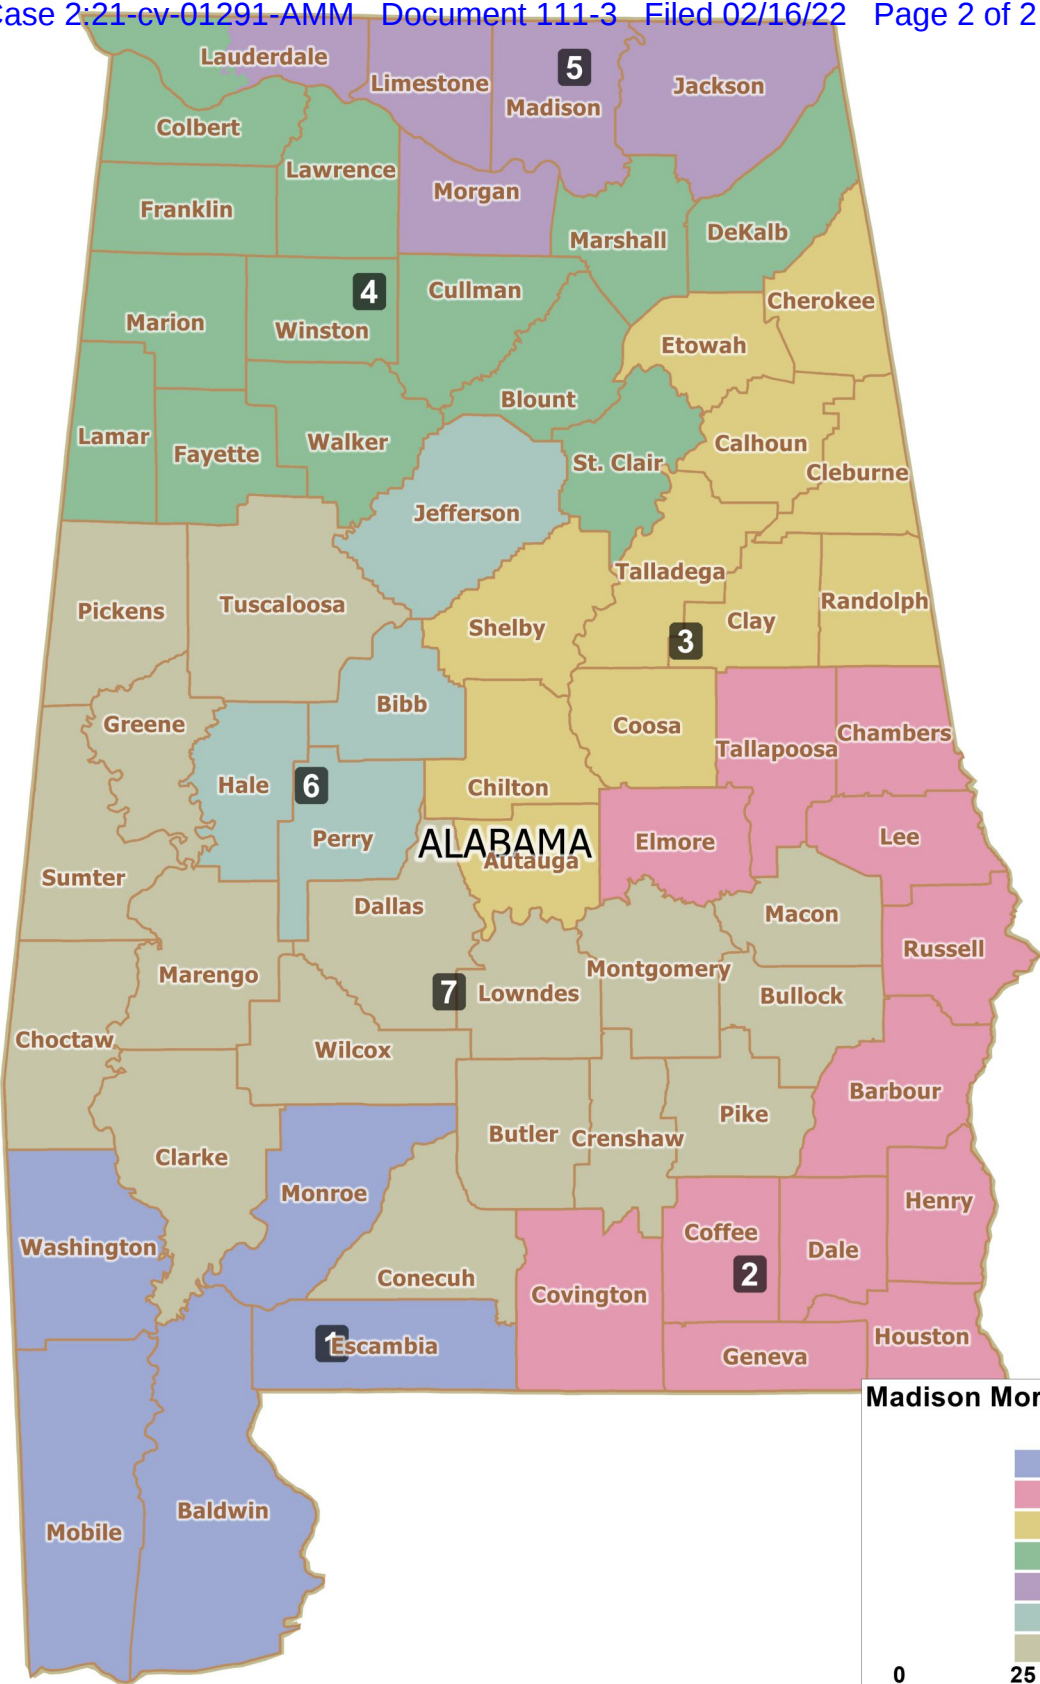 Case 2:21-cv-01291-AMM Document 111-3 Filed 02/16/22 Page 2 of 2
Lauderdale
Limestone
5
Madison
Jackson
Colbert
Lawrence
Morgan
Franklin
Marshall
DeKalb
4
Cullman
Cherokee
Marion
Winston
Etowah
Blount
Lamar
Fayette
Walker
St. Clair
Calhoun
Cleburne
Jefferson
Talladega
Pickens
Tuscaloosa
Shelby
Clay
Randolph
3
Bibb
Greene
Coosa
Tallapoosa
Chambers
Hale
6
Chilton
Perry
ALABAMA
Autauga
Elmore
Lee
Sumter
Dallas
Macon
Russell
Marengo
7
Lowndes
Montgomery
Bullock
Choctaw
Wilcox
Barbour
Butler
Crenshaw
Pike
Clarke
Monroe
Henry
Washington
Coffee
Dale
Conecuh
2
Covington
1
Escambia
Geneva
Houston
Madison Mor
Baldwin
Mobile
0 25